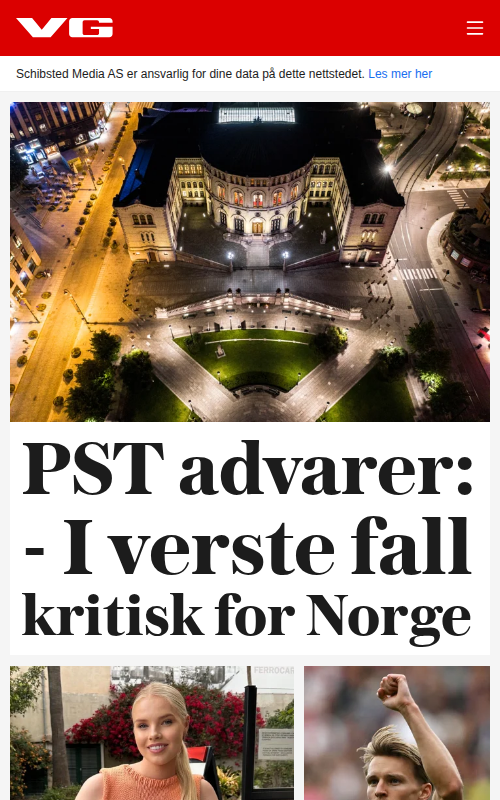 VG
Schibsted Media AS er ansvarlig for dine data på dette nettstedet. Les mer her
PST advarer:
- I verste fall
kritisk for Norge
FERROCAR